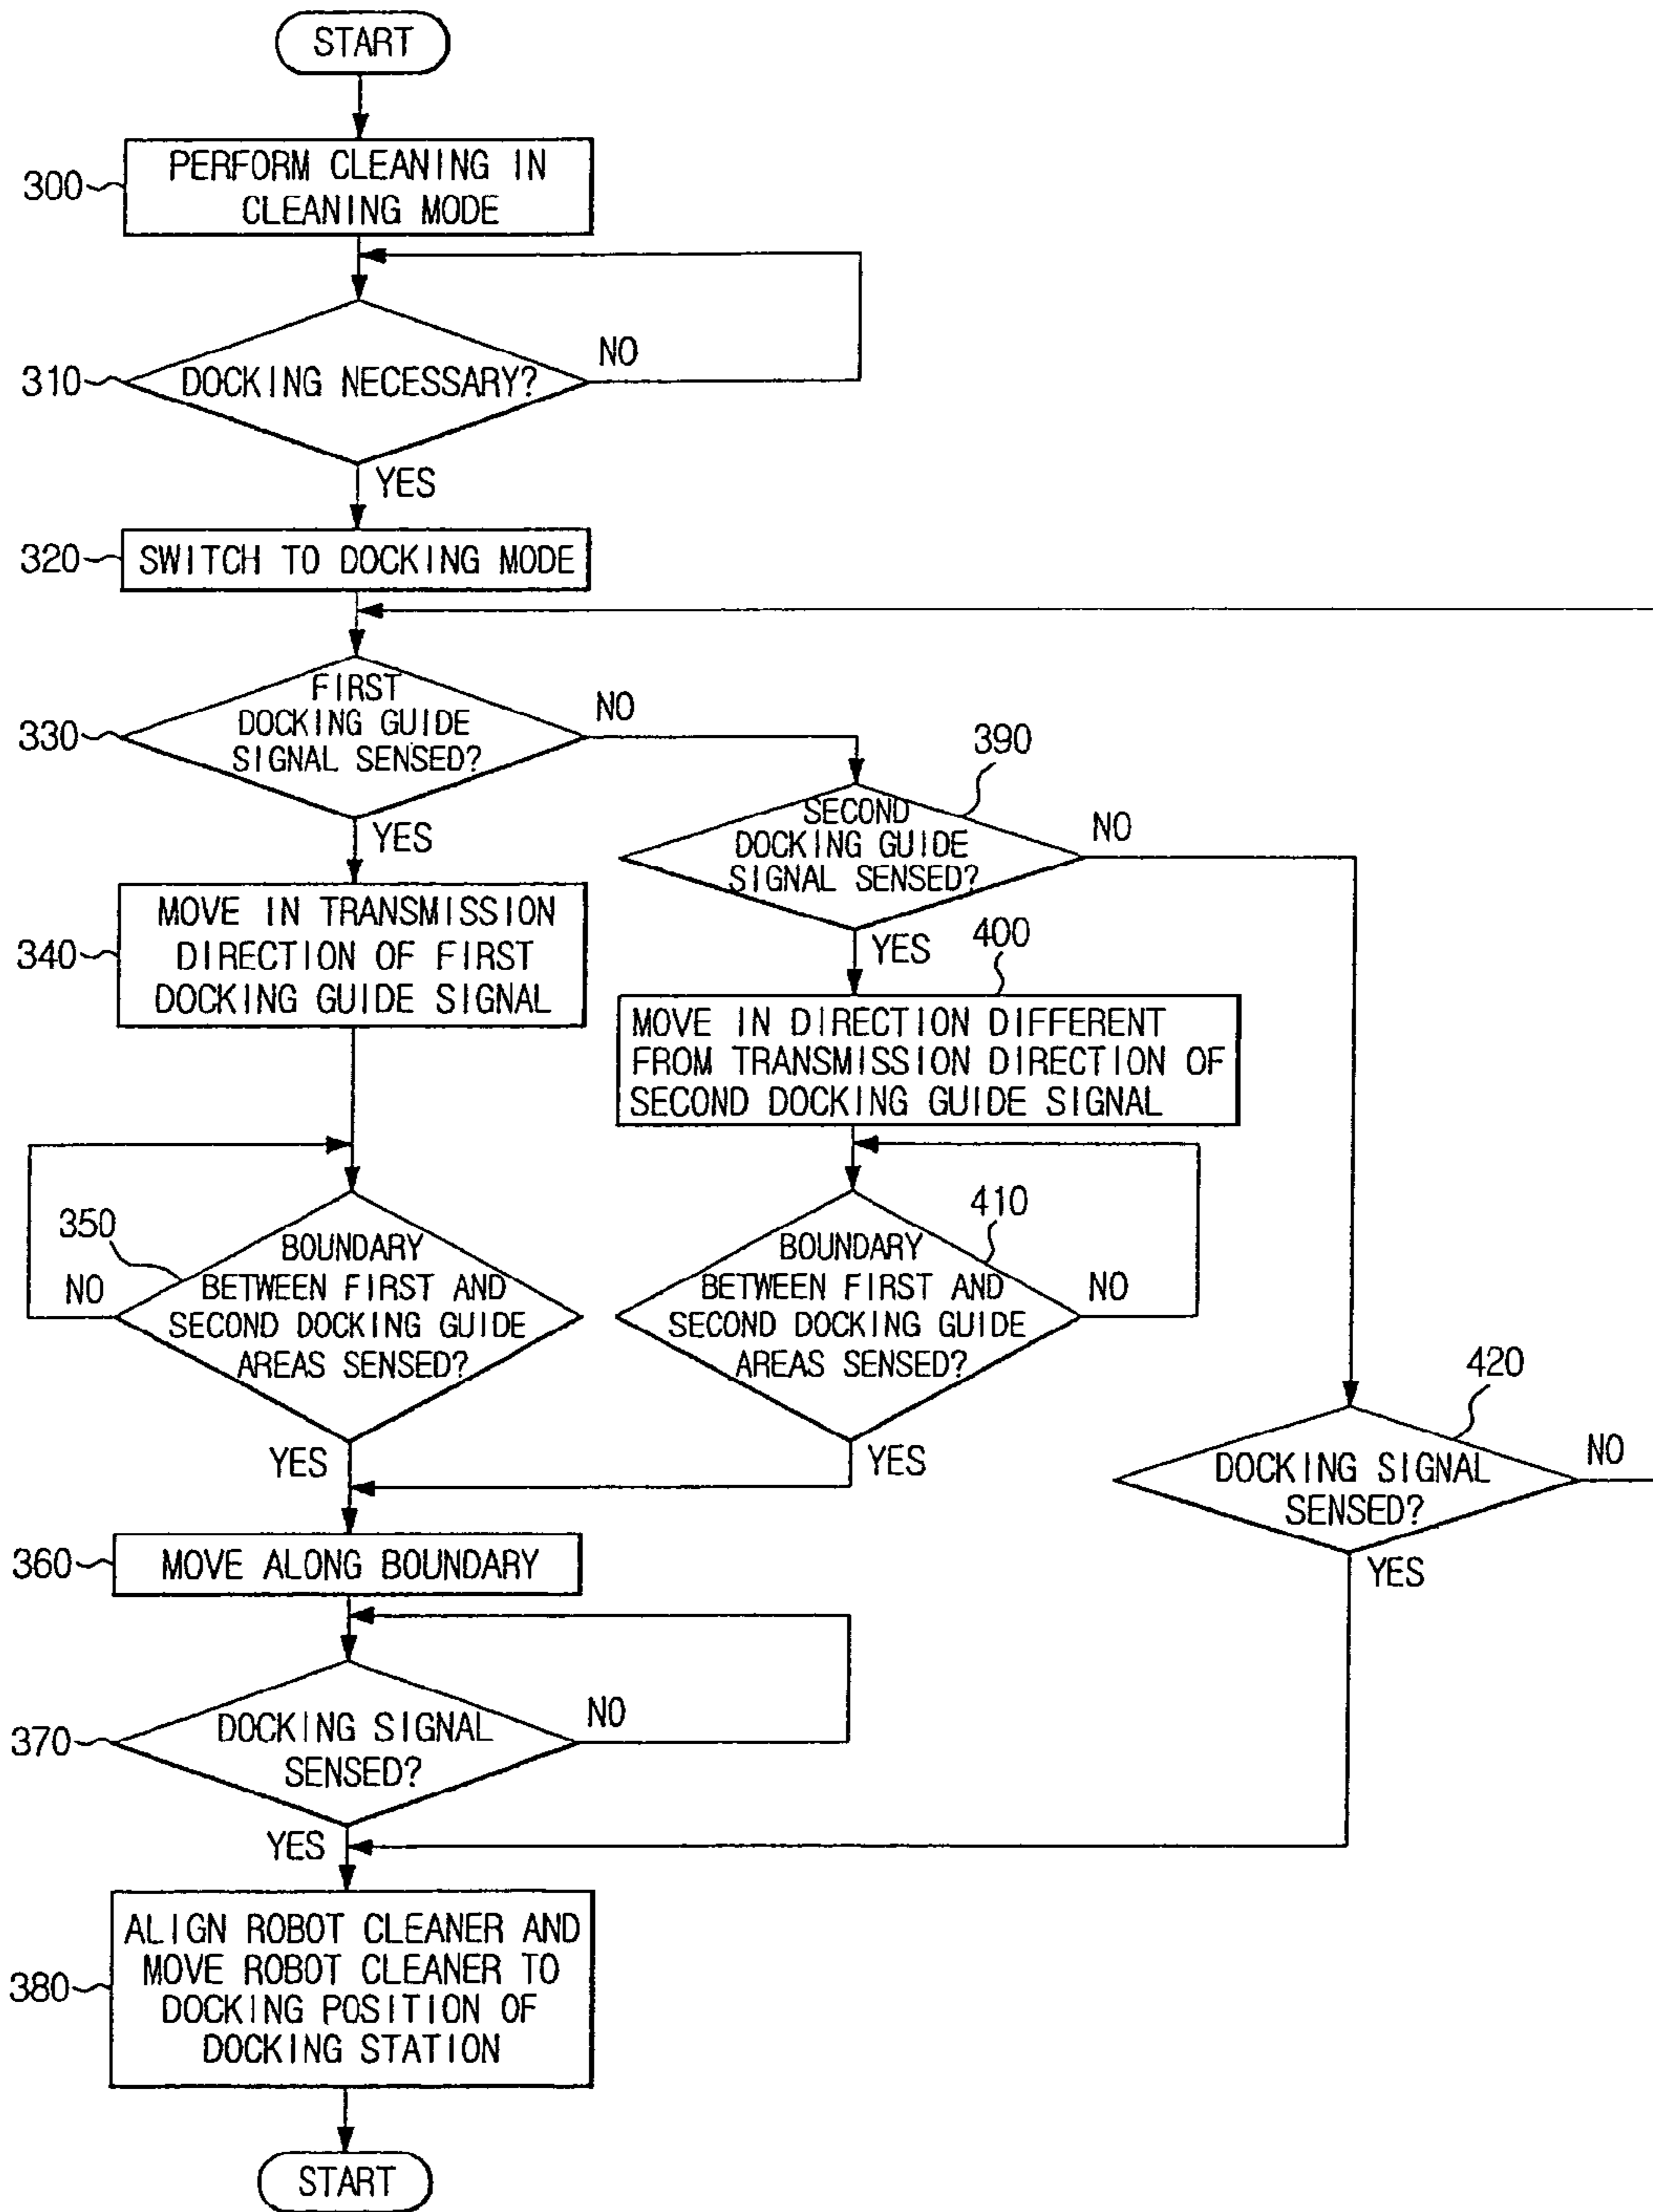 START
PERFORM CLEANING IN
CLEANING MODE
300
310
DOCKING NECESSARY?
NO
YES
320
SWITCH TO DOCKING MODE
330
FIRST
DOCKING GUIDE
SIGNAL SENSED?
NO
YES
390
SECOND
DOCKING GUIDE
SIGNAL SENSED?
NO
YES
340
MOVE IN TRANSMISSION
DIRECTION OF FIRST
DOCKING GUIDE SIGNAL
400
MOVE IN DIRECTION DIFFERENT
FROM TRANSMISSION DIRECTION OF
SECOND DOCKING GUIDE SIGNAL
350
BOUNDARY
BETWEEN FIRST AND
SECOND DOCKING GUIDE
AREAS SENSED?
NO
YES
410
BOUNDARY
BETWEEN FIRST AND
SECOND DOCKING GUIDE
AREAS SENSED?
NO
YES
420
DOCKING SIGNAL
SENSED?
NO
YES
360
MOVE ALONG BOUNDARY
370
DOCKING SIGNAL
SENSED?
NO
YES
380
ALIGN ROBOT CLEANER AND
MOVE ROBOT CLEANER TO
DOCKING POSITION OF
DOCKING STATION
START